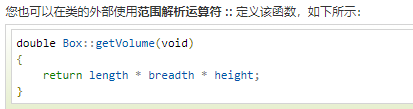 您也可以在类的外部使用范围解析运算符 :: 定义该函数，如下所示：
double Box::getVolume(void)
{
    return length * breadth * height;
}